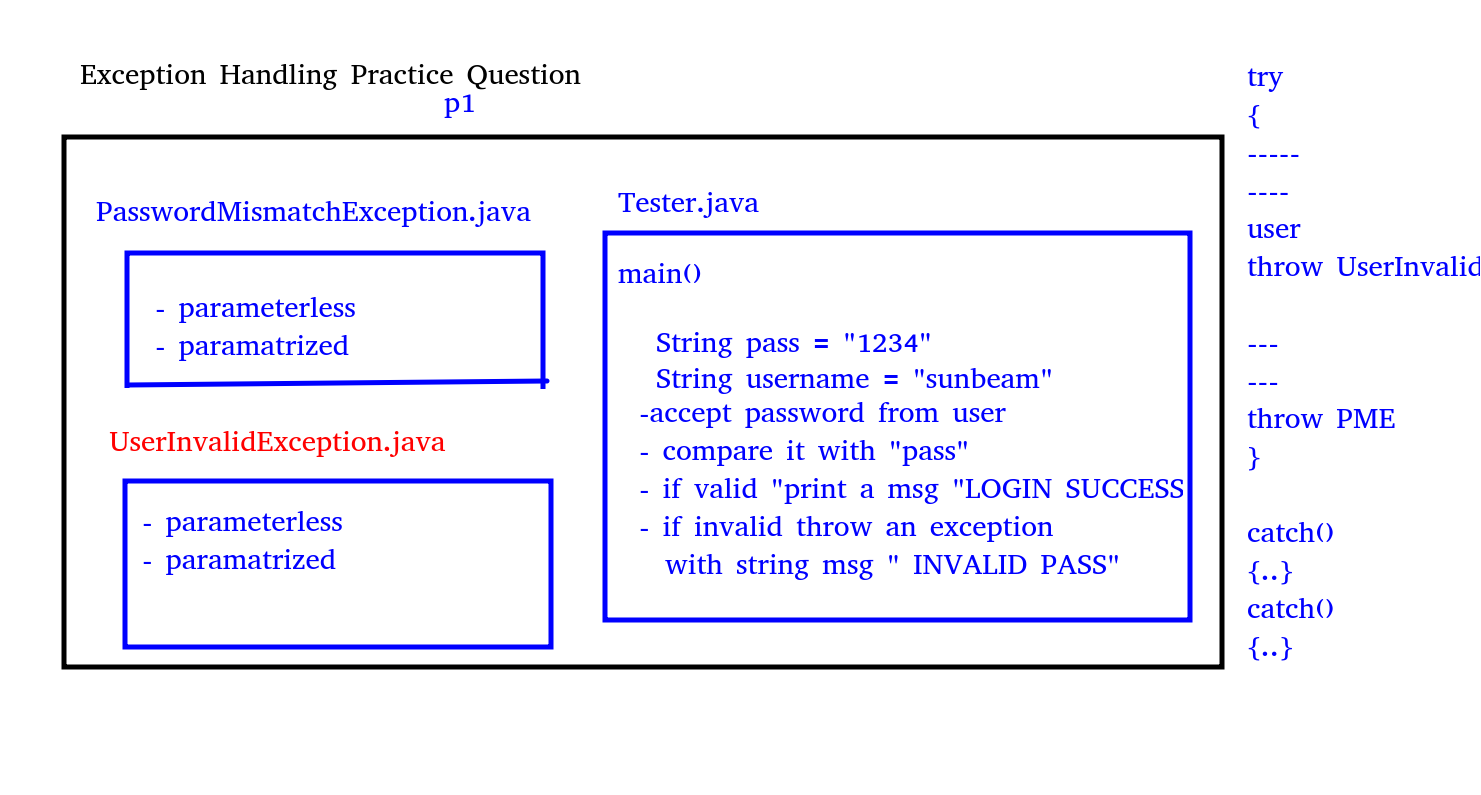 Exception Handling Practice Question
p1
PasswordMismatchException.java
- parameterless
- paramatrized
UserInvalidException.java
- parameterless
- paramatrized
Tester.java
main()
String pass = "1234"
String username = "sunbeam"
-accept password from user
- compare it with "pass"
- if valid "print a msg "LOGIN SUCCESS
- if invalid throw an exception
with string msg " INVALID PASS"
try
{
-----
----
user
throw UserInvalid
---
---
throw PME
}
catch()
{..}
catch()
{..}